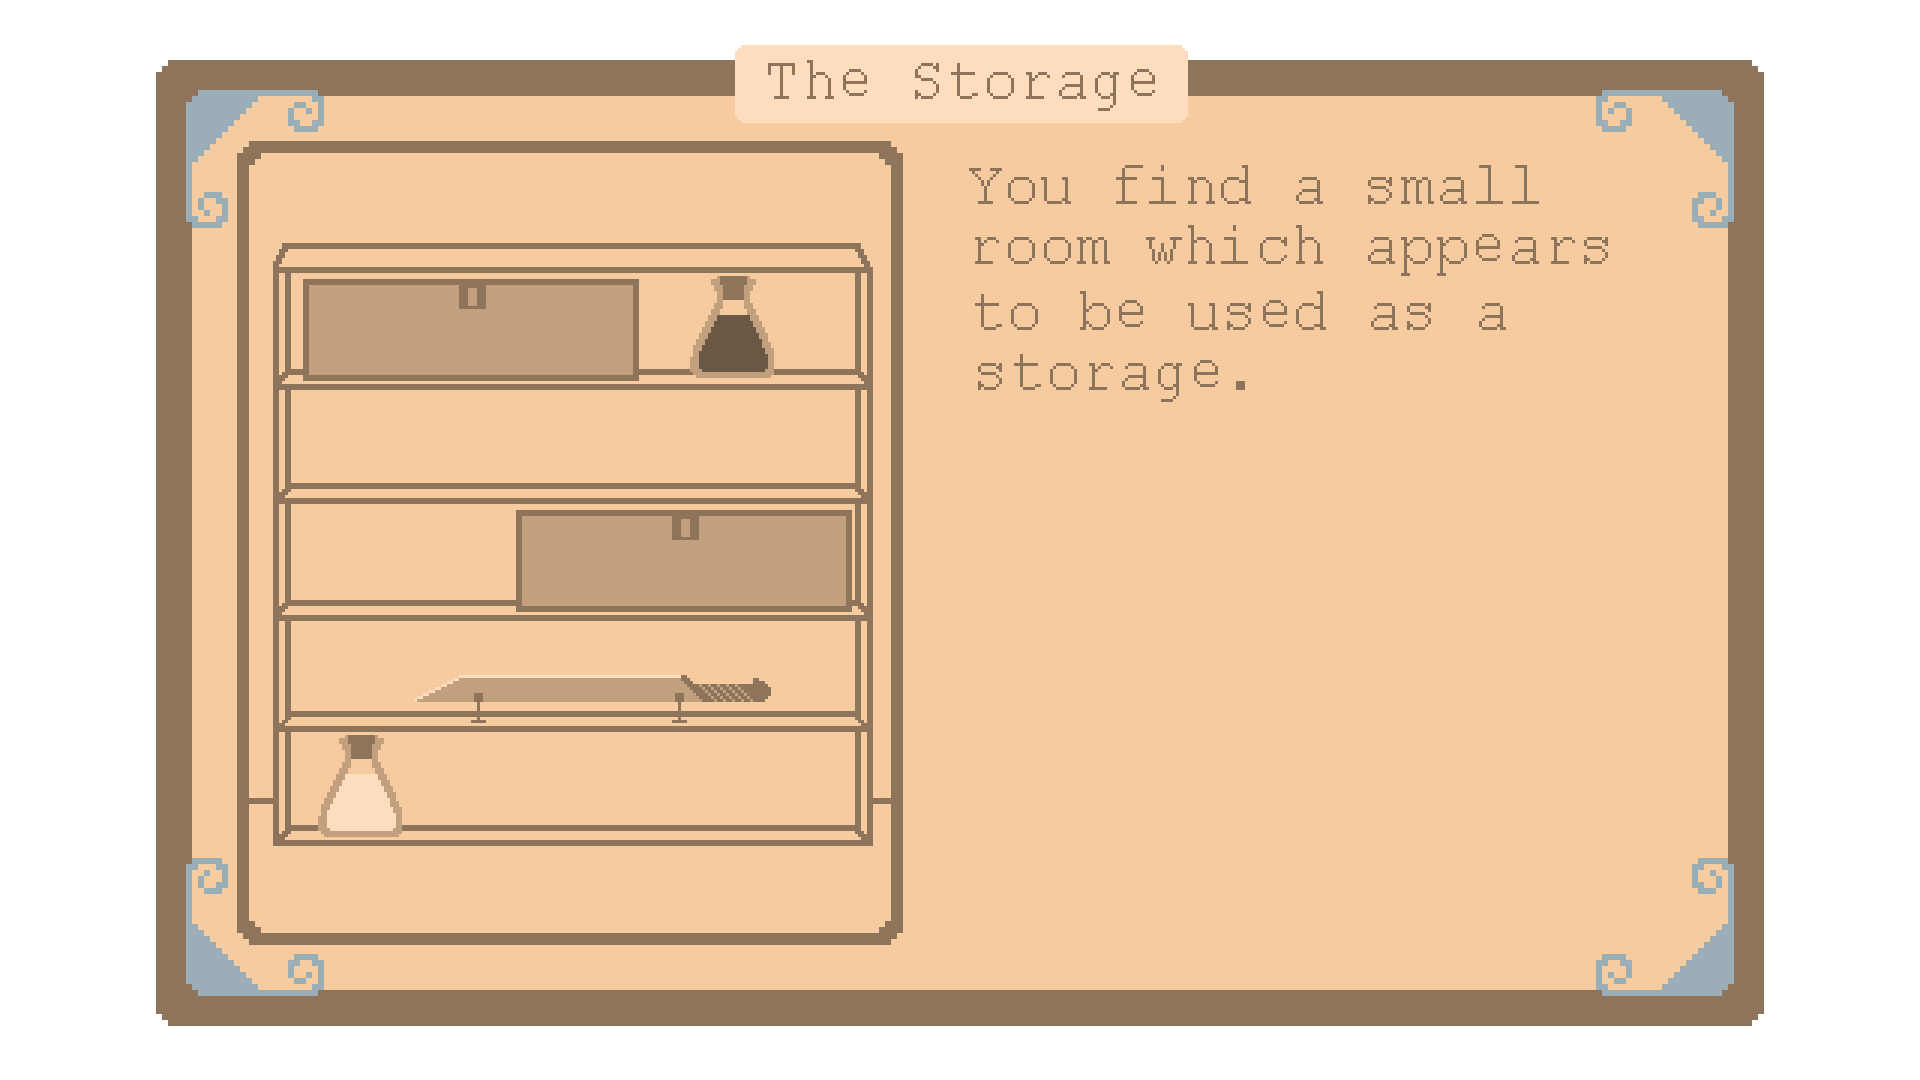 The Storage
You find a small
room which appears
to be used as a
storage.